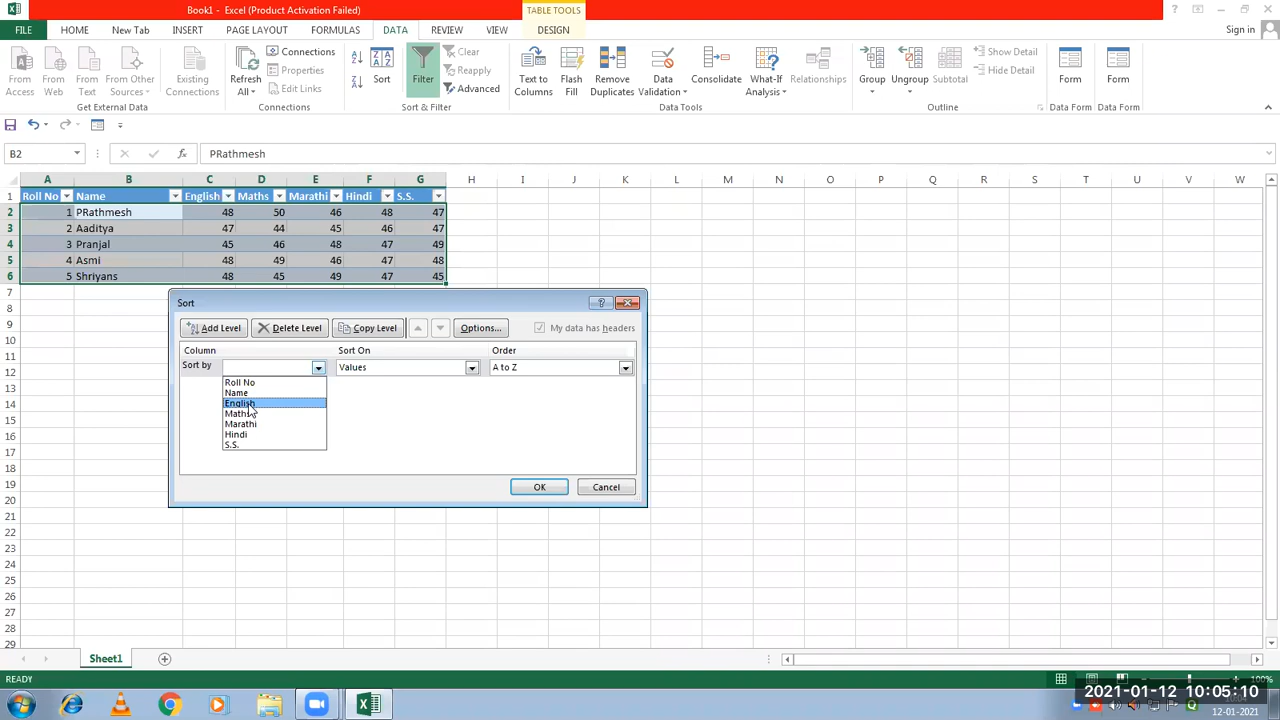 Book1 - Excel (Product Activation Failed)
TABLE TOOLS
FILE HOME New Tab INSERT PAGE LAYOUT FORMULAS DATA REVIEW VIEW DESIGN Sign in
From Access
From Web
From Text
From Other Sources
Existing Connections
Get External Data
Refresh All
Connections
Properties
Edit Links
Connections
Sort
Filter
Clear
Reapply
Advanced
Sort & Filter
Text to Columns
Flash Fill
Remove Duplicates
Data Validation
Consolidate
What-If Analysis
Relationships
Data Tools
Group
Ungroup
Subtotal
Show Detail
Hide Detail
Outline
Form
Data Form
Form
Data Form
B2 fx PRathmesh
A B C D E F G H I J K L M N O P Q R S T U V W
1 Roll No Name English Maths Marathi Hindi S.S.
2 1 PRathmesh 48 50 46 48 47
3 2 Aaditya 47 44 45 46 47
4 3 Pranjal 45 46 48 47 49
5 4 Asmi 48 49 46 47 48
6 5 Shriyans 48 45 49 47 45
7
8
9
10
11
12
13
14
15
16
17
18
19
20
21
22
23
24
25
26
27
28
29
Sort
Add Level Delete Level Copy Level Options... My data has headers
Column Sort On Order
Sort by Values A to Z
Roll No
Name
English
Maths
Marathi
Hindi
S.S.
OK Cancel
Sheet1
READY 100%
2021-01-12 10:05:10
12-01-2021